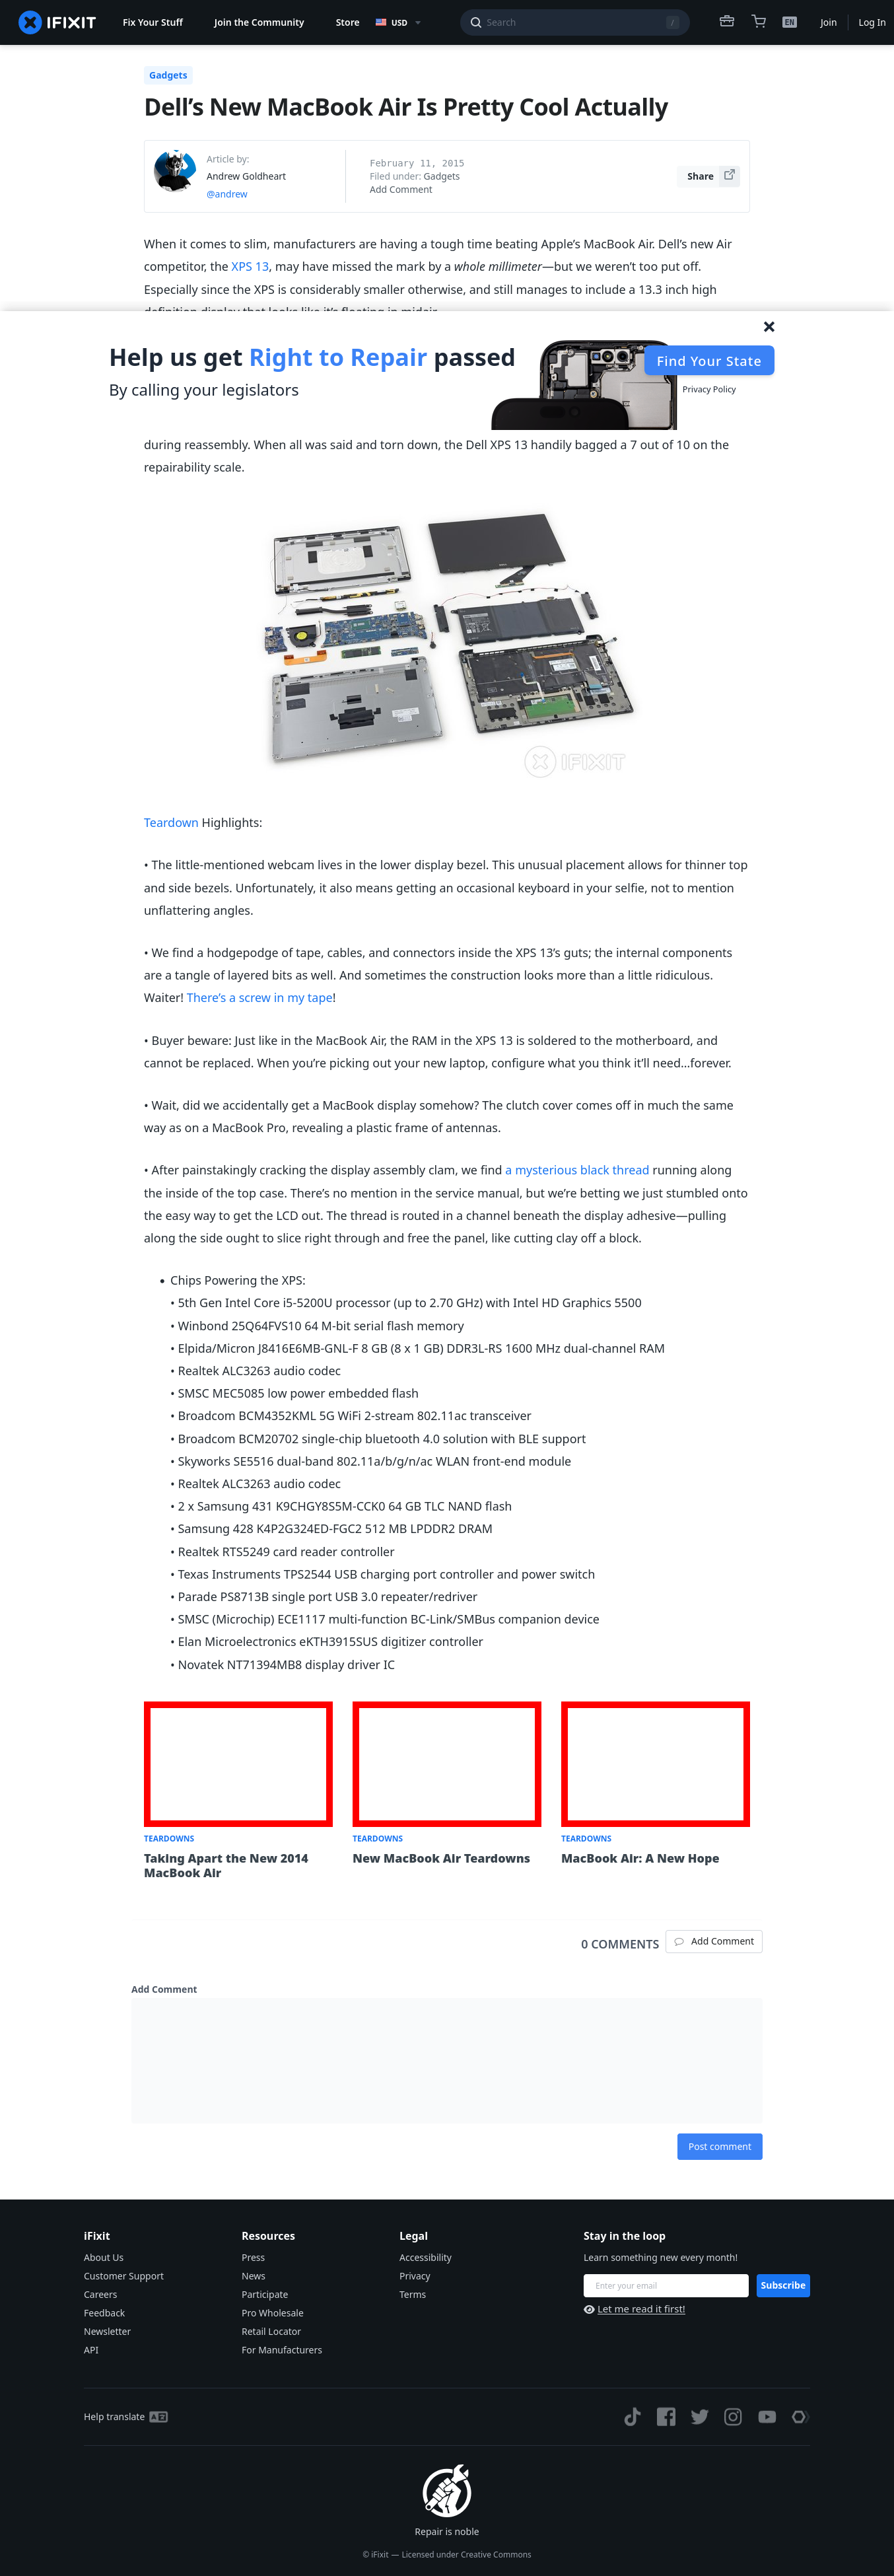 IFIXIT
Fix Your Stuff
Join the Community
Store
USD
Search
/
EN
Join
Log In
Gadgets
Dell’s New MacBook Air Is Pretty Cool Actually
Article by:
Andrew Goldheart
@andrew
February 11, 2015
Filed under: Gadgets
Add Comment
Share
When it comes to slim, manufacturers are having a tough time beating Apple’s MacBook Air. Dell’s new Air
competitor, the XPS 13, may have missed the mark by a whole millimeter—but we weren’t too put off.
Especially since the XPS is considerably smaller otherwise, and still manages to include a 13.3 inch high
Help us get Right to Repair passed
By calling your legislators
Find Your State
Privacy Policy
during reassembly. When all was said and torn down, the Dell XPS 13 handily bagged a 7 out of 10 on the
repairability scale.
IFIXIT
Teardown Highlights:
• The little-mentioned webcam lives in the lower display bezel. This unusual placement allows for thinner top
and side bezels. Unfortunately, it also means getting an occasional keyboard in your selfie, not to mention
unflattering angles.
• We find a hodgepodge of tape, cables, and connectors inside the XPS 13’s guts; the internal components
are a tangle of layered bits as well. And sometimes the construction looks more than a little ridiculous.
Waiter! There’s a screw in my tape!
• Buyer beware: Just like in the MacBook Air, the RAM in the XPS 13 is soldered to the motherboard, and
cannot be replaced. When you’re picking out your new laptop, configure what you think it’ll need…forever.
• Wait, did we accidentally get a MacBook display somehow? The clutch cover comes off in much the same
way as on a MacBook Pro, revealing a plastic frame of antennas.
• After painstakingly cracking the display assembly clam, we find a mysterious black thread running along
the inside of the top case. There’s no mention in the service manual, but we’re betting we just stumbled onto
the easy way to get the LCD out. The thread is routed in a channel beneath the display adhesive—pulling
along the side ought to slice right through and free the panel, like cutting clay off a block.
• Chips Powering the XPS:
• 5th Gen Intel Core i5-5200U processor (up to 2.70 GHz) with Intel HD Graphics 5500
• Winbond 25Q64FVS10 64 M-bit serial flash memory
• Elpida/Micron J8416E6MB-GNL-F 8 GB (8 x 1 GB) DDR3L-RS 1600 MHz dual-channel RAM
• Realtek ALC3263 audio codec
• SMSC MEC5085 low power embedded flash
• Broadcom BCM4352KML 5G WiFi 2-stream 802.11ac transceiver
• Broadcom BCM20702 single-chip bluetooth 4.0 solution with BLE support
• Skyworks SE5516 dual-band 802.11a/b/g/n/ac WLAN front-end module
• Realtek ALC3263 audio codec
• 2 x Samsung 431 K9CHGY8S5M-CCK0 64 GB TLC NAND flash
• Samsung 428 K4P2G324ED-FGC2 512 MB LPDDR2 DRAM
• Realtek RTS5249 card reader controller
• Texas Instruments TPS2544 USB charging port controller and power switch
• Parade PS8713B single port USB 3.0 repeater/redriver
• SMSC (Microchip) ECE1117 multi-function BC-Link/SMBus companion device
• Elan Microelectronics eKTH3915SUS digitizer controller
• Novatek NT71394MB8 display driver IC
TEARDOWNS
Taking Apart the New 2014
MacBook Air
TEARDOWNS
New MacBook Air Teardowns
TEARDOWNS
MacBook Air: A New Hope
0 COMMENTS
Add Comment
Add Comment
Post comment
iFixit
About Us
Customer Support
Careers
Feedback
Newsletter
API
Resources
Press
News
Participate
Pro Wholesale
Retail Locator
For Manufacturers
Legal
Accessibility
Privacy
Terms
Stay in the loop
Learn something new every month!
Enter your email
Subscribe
Let me read it first!
Help translate
Repair is noble
© iFixit — Licensed under Creative Commons